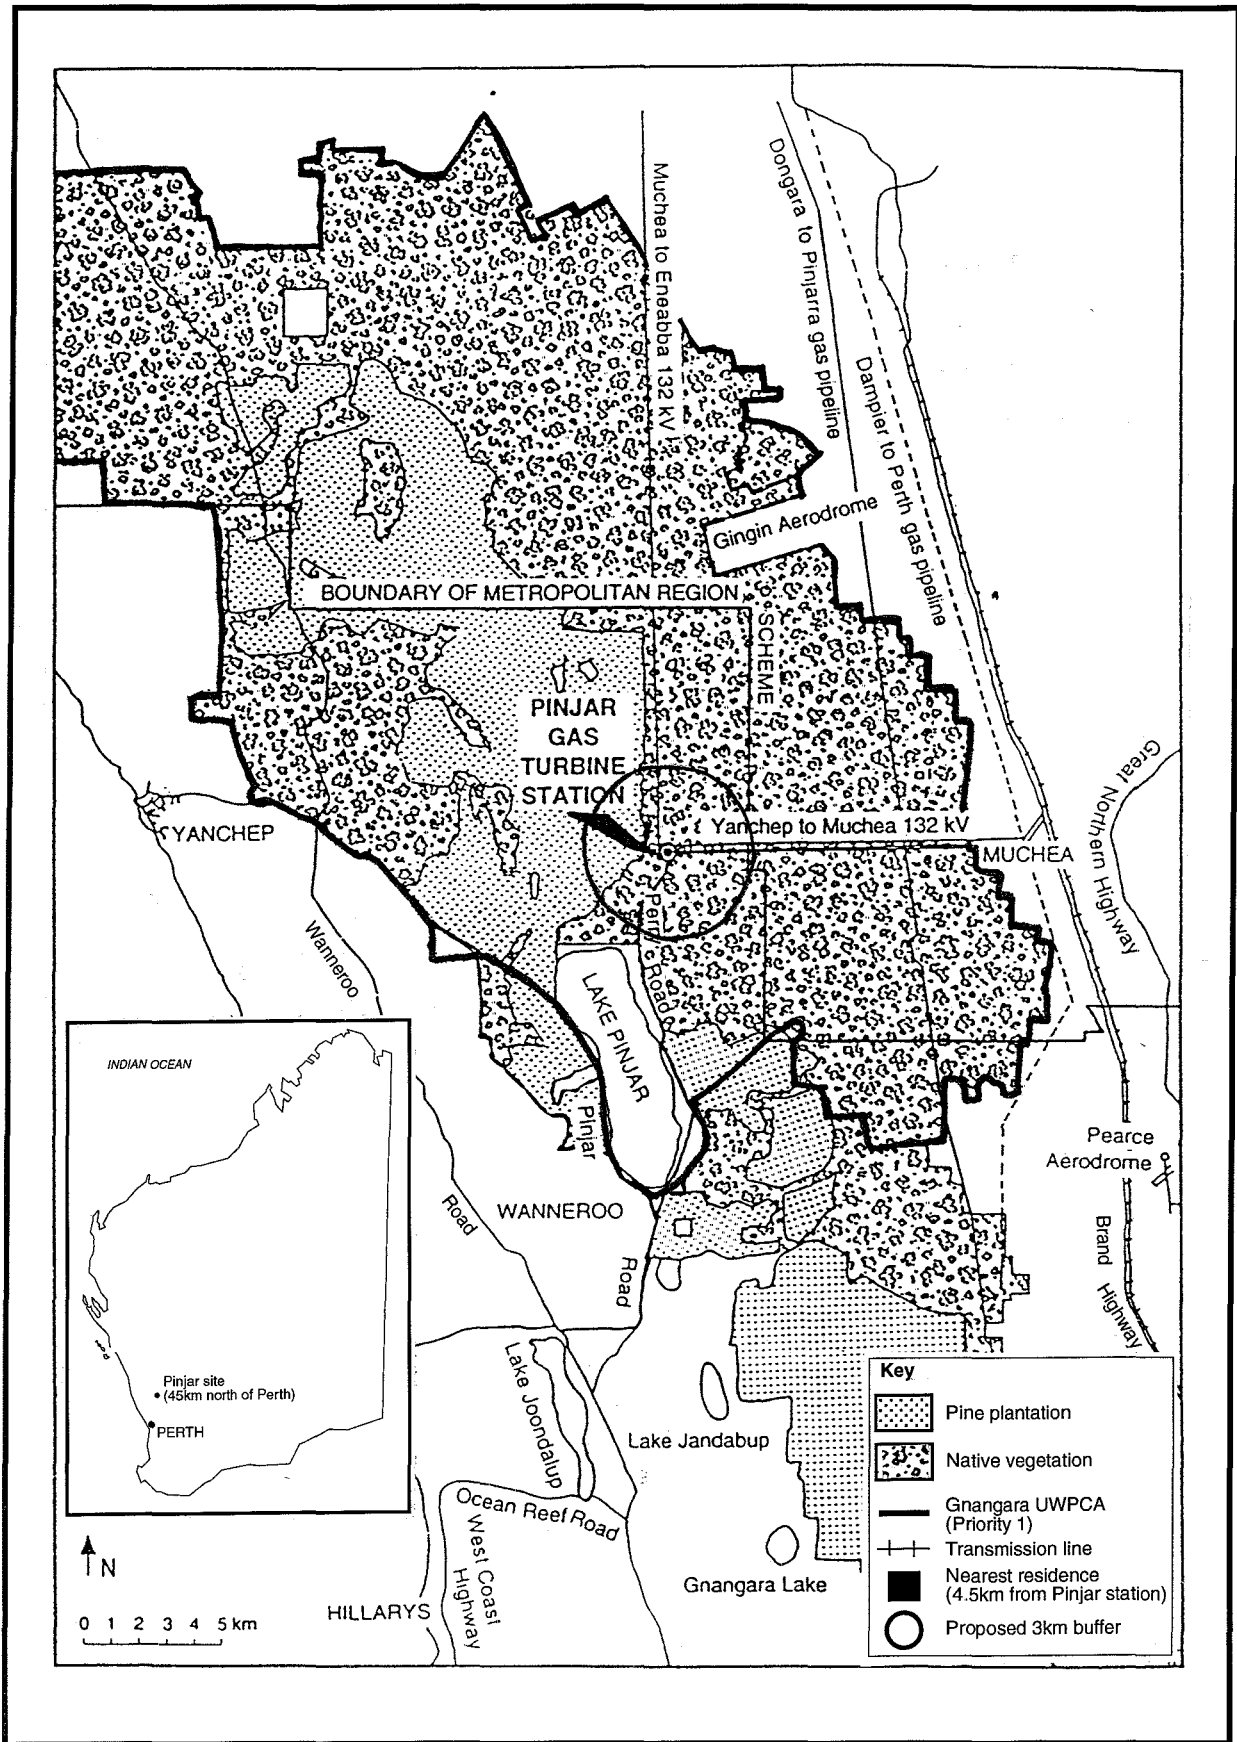 Muchea to Eneabba 132 kV
Dongara to Pinjarra gas pipeline
Dampier to Perth gas pipeline
Gingin Aerodrome
BOUNDARY OF METROPOLITAN REGION
SCHEME
PINJAR
GAS
TURBINE
STATION
Yanchep to Muchea 132 kV
MUCHEA
Great Northern Highway
YANCHEP
Wanneroo
Road
Perry
Road
LAKE PINJAR
Pinjar
Road
WANNEROO
Pearce
Aerodrome
Brand
Highway
INDIAN OCEAN
Pinjar site
(45km north of Perth)
PERTH
Lake Joondalup
Lake Jandabup
Ocean Reef Road
West Coast
Highway
Gnangara Lake
HILLARYS
N
0 1 3 4 5 km
Key
Pine plantation
Native vegetation
Gnangara UWPCA
(Priority 1)
Transmission line
Nearest residence
(4.5km from Pinjar station)
Proposed 3km buffer